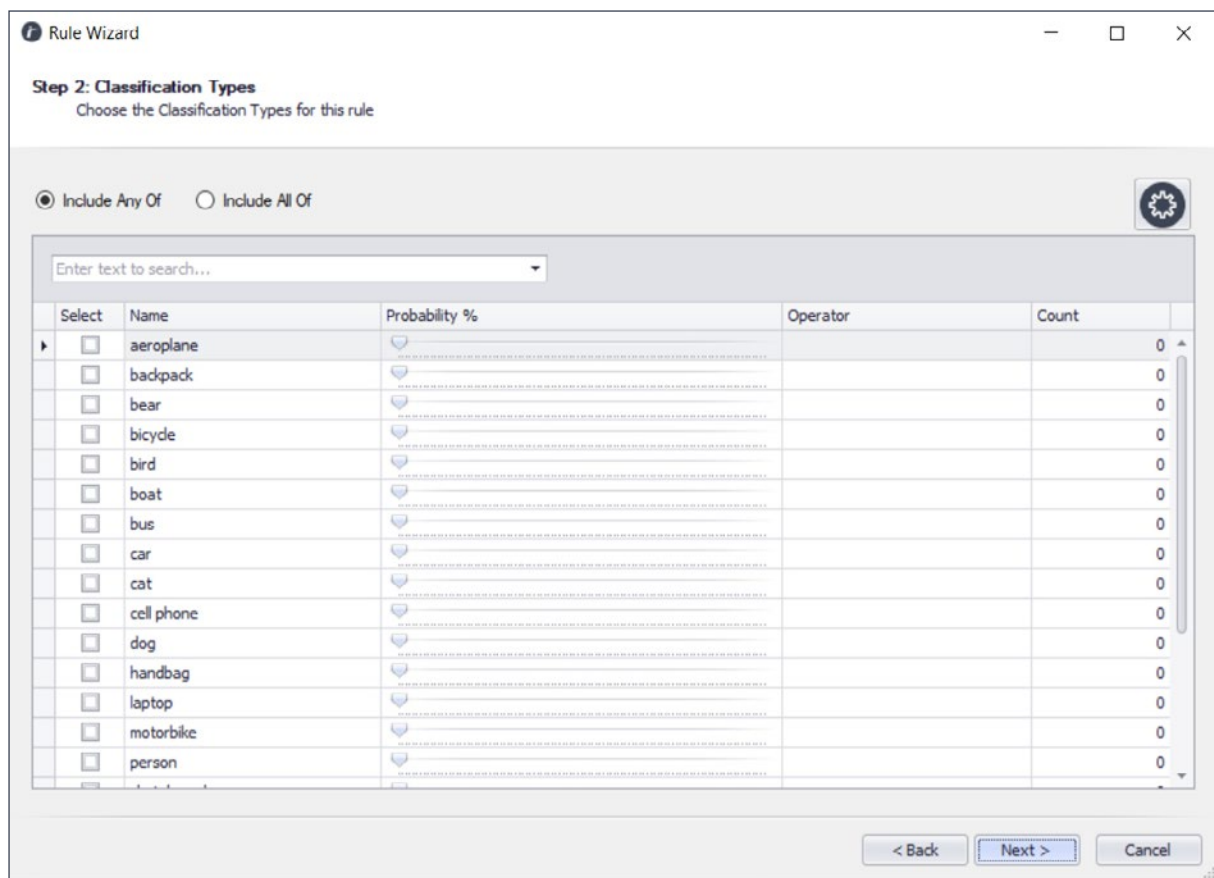 Rule Wizard
Step 2: Classification Types
Choose the Classification Types for this rule
Include Any Of Include All Of
Enter text to search...
Select Name Probability % Operator Count
aeroplane 0
backpack 0
bear 0
bicycle 0
bird 0
boat 0
bus 0
car 0
cat 0
cell phone 0
dog 0
handbag 0
laptop 0
motorbike 0
person 0
< Back Next > Cancel